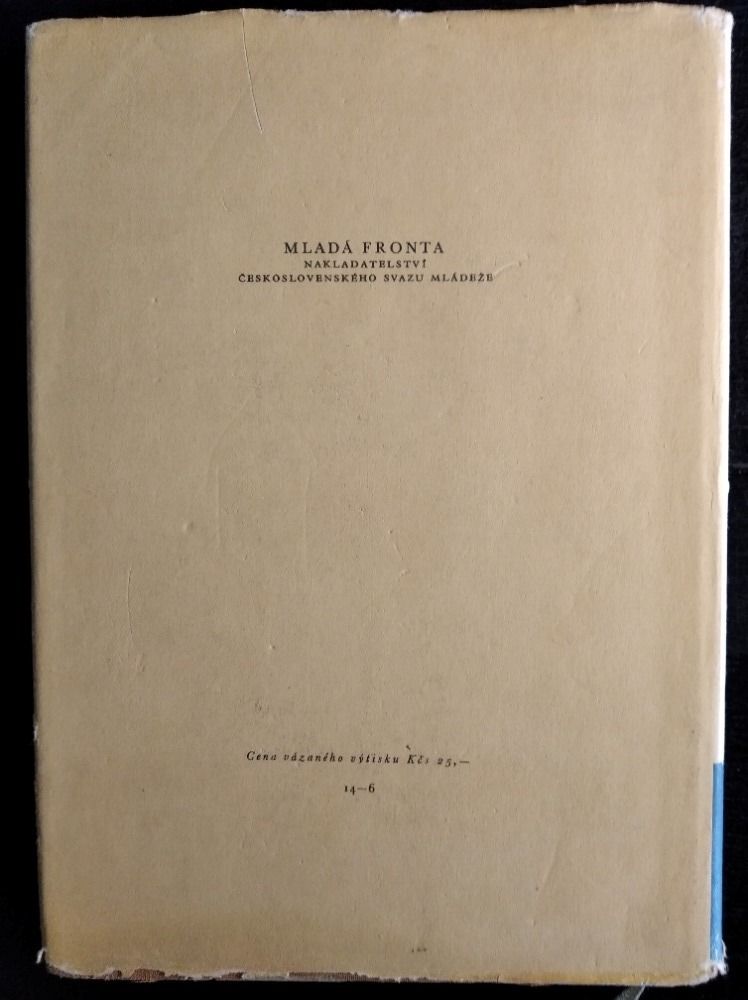 MLADÁ FRONTA
NAKLADATELSTVÍ
ČESKOSLOVENSKÉHO SVAZU MLÁDEŽE
Cena vázaného výtisku Kčs 25,—
14—6